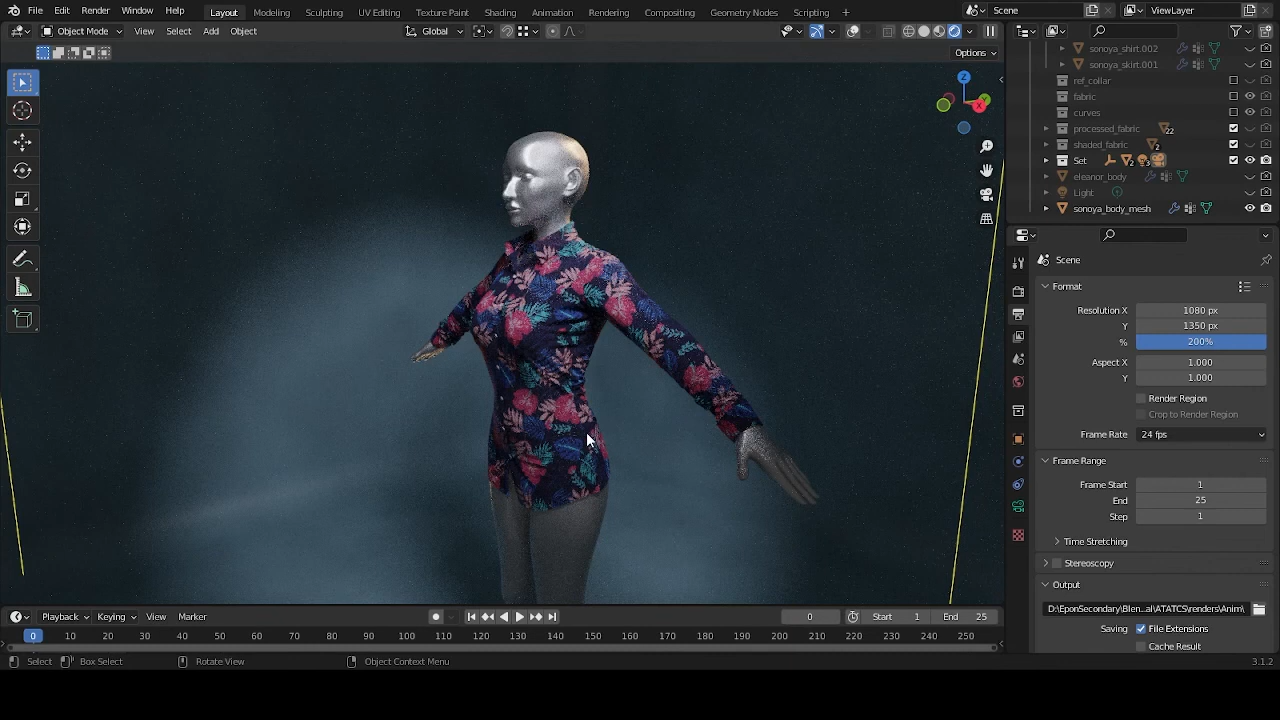 File Edit Render Window Help Layout Modeling Sculpting UV Editing Texture Paint Shading Animation Rendering Compositing Geometry Nodes Scripting + Scene ViewLayer
Object Mode View Select Add Object Global
Options
Z
Y
X
sonoya_shirt.002
sonoya_skirt.001
ref_collar
fabric
curves
processed_fabric 22
shaded_fabric 2
Set 2 3
eleanor_body
Light
sonoya_body_mesh
Scene
Format
Resolution X 1080 px
Y 1350 px
% 200%
Aspect X 1.000
Y 1.000
Render Region
Crop to Render Region
Frame Rate 24 fps
Frame Range
Frame Start 1
End 25
Step 1
Time Stretching
Stereoscopy
Output
D:\EponSecondary\Blen...al\ATATCS\renders\Anim\
Saving File Extensions
Cache Result
Playback Keying View Marker 0 Start 1 End 25
0 10 20 30 40 50 60 70 80 90 100 110 120 130 140 150 160 170 180 190 200 210 220 230 240 250
Select Box Select Rotate View Object Context Menu 3.1.2